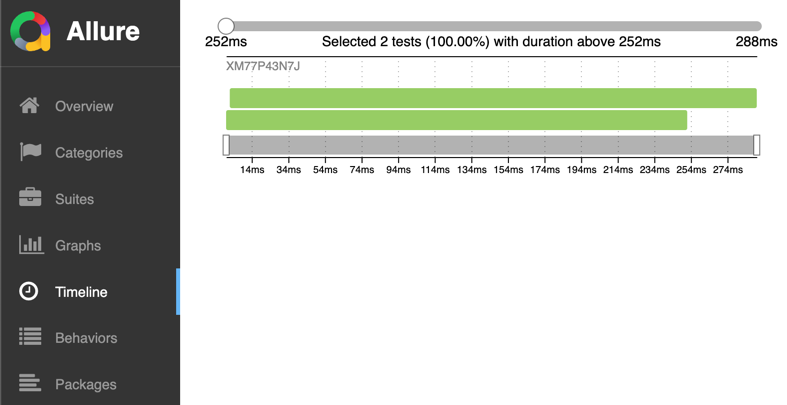 Allure
Overview
Categories
Suites
Graphs
Timeline
Behaviors
Packages
252ms Selected 2 tests (100.00%) with duration above 252ms 288ms
XM77P43N7J
14ms 34ms 54ms 74ms 94ms 114ms 134ms 154ms 174ms 194ms 214ms 234ms 254ms 274ms